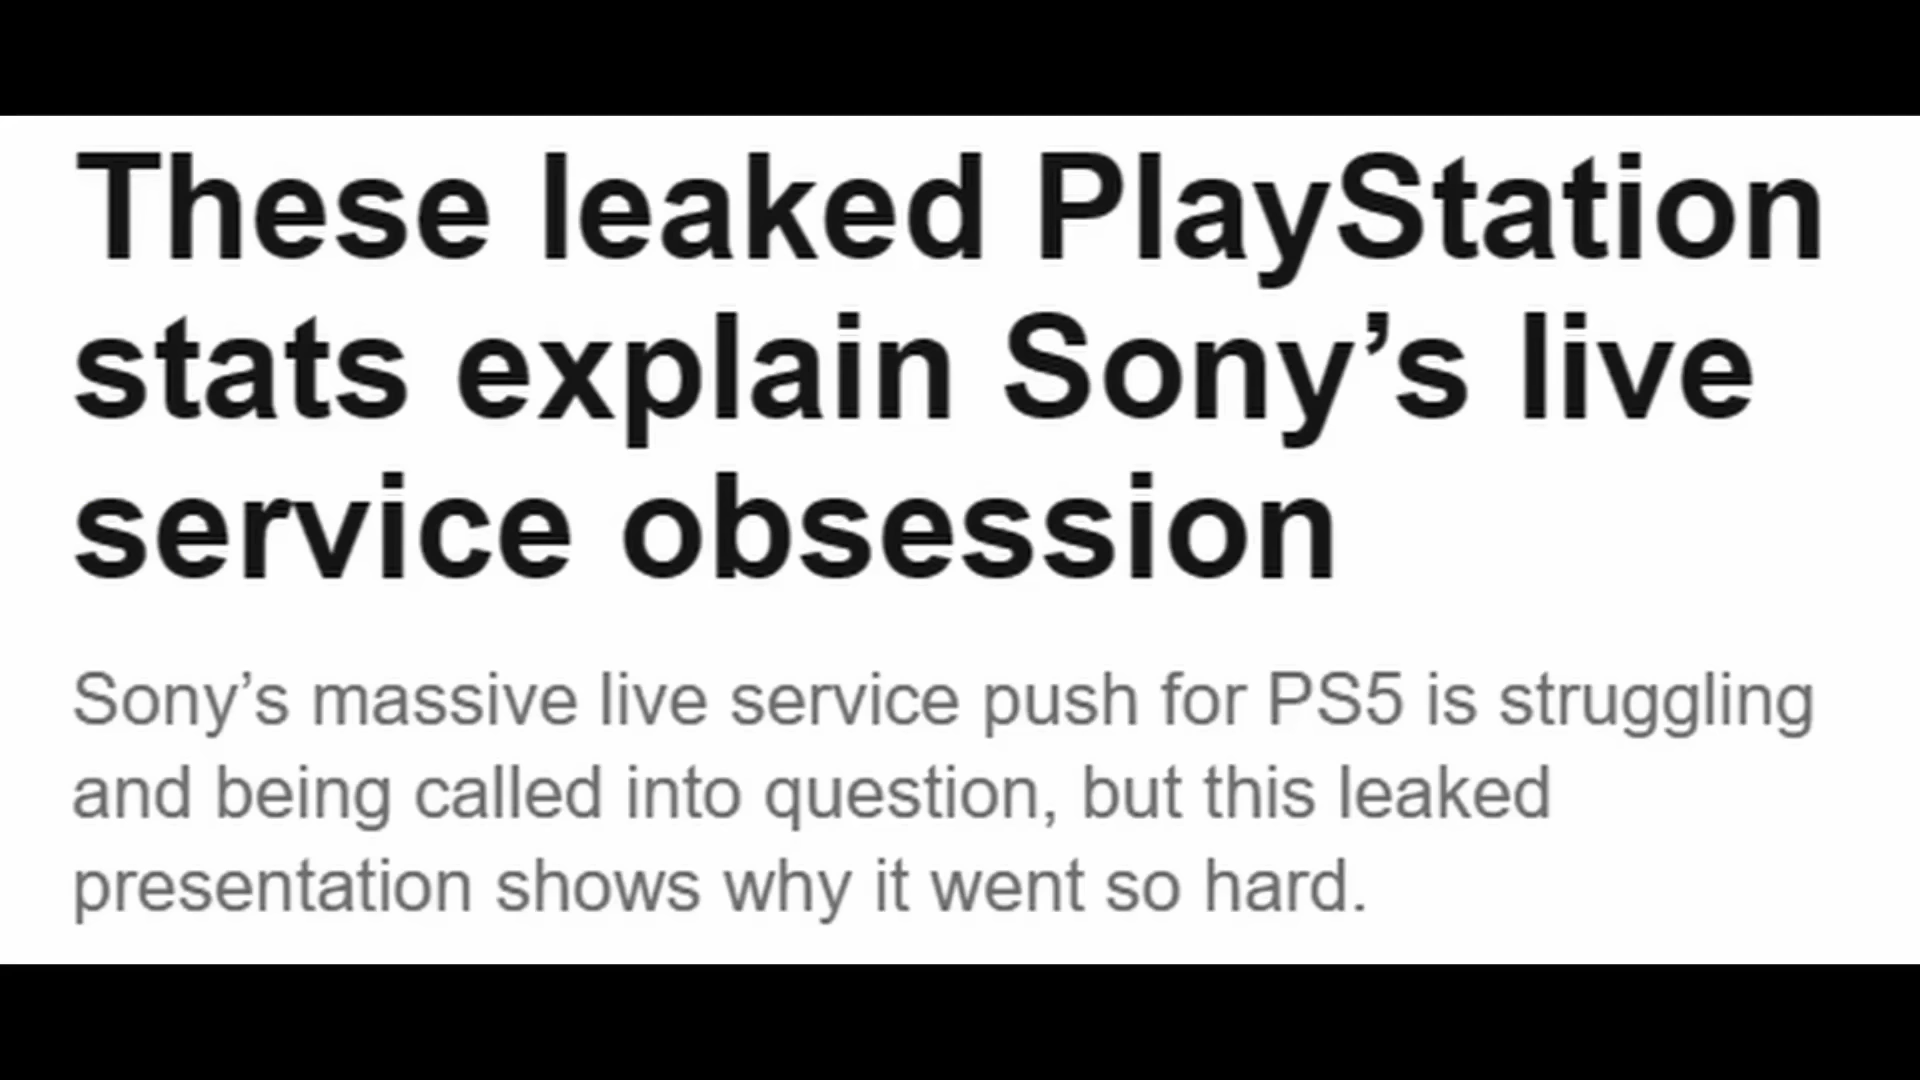 These leaked PlayStation
stats explain Sony’s live
service obsession
Sony’s massive live service push for PS5 is struggling
and being called into question, but this leaked
presentation shows why it went so hard.